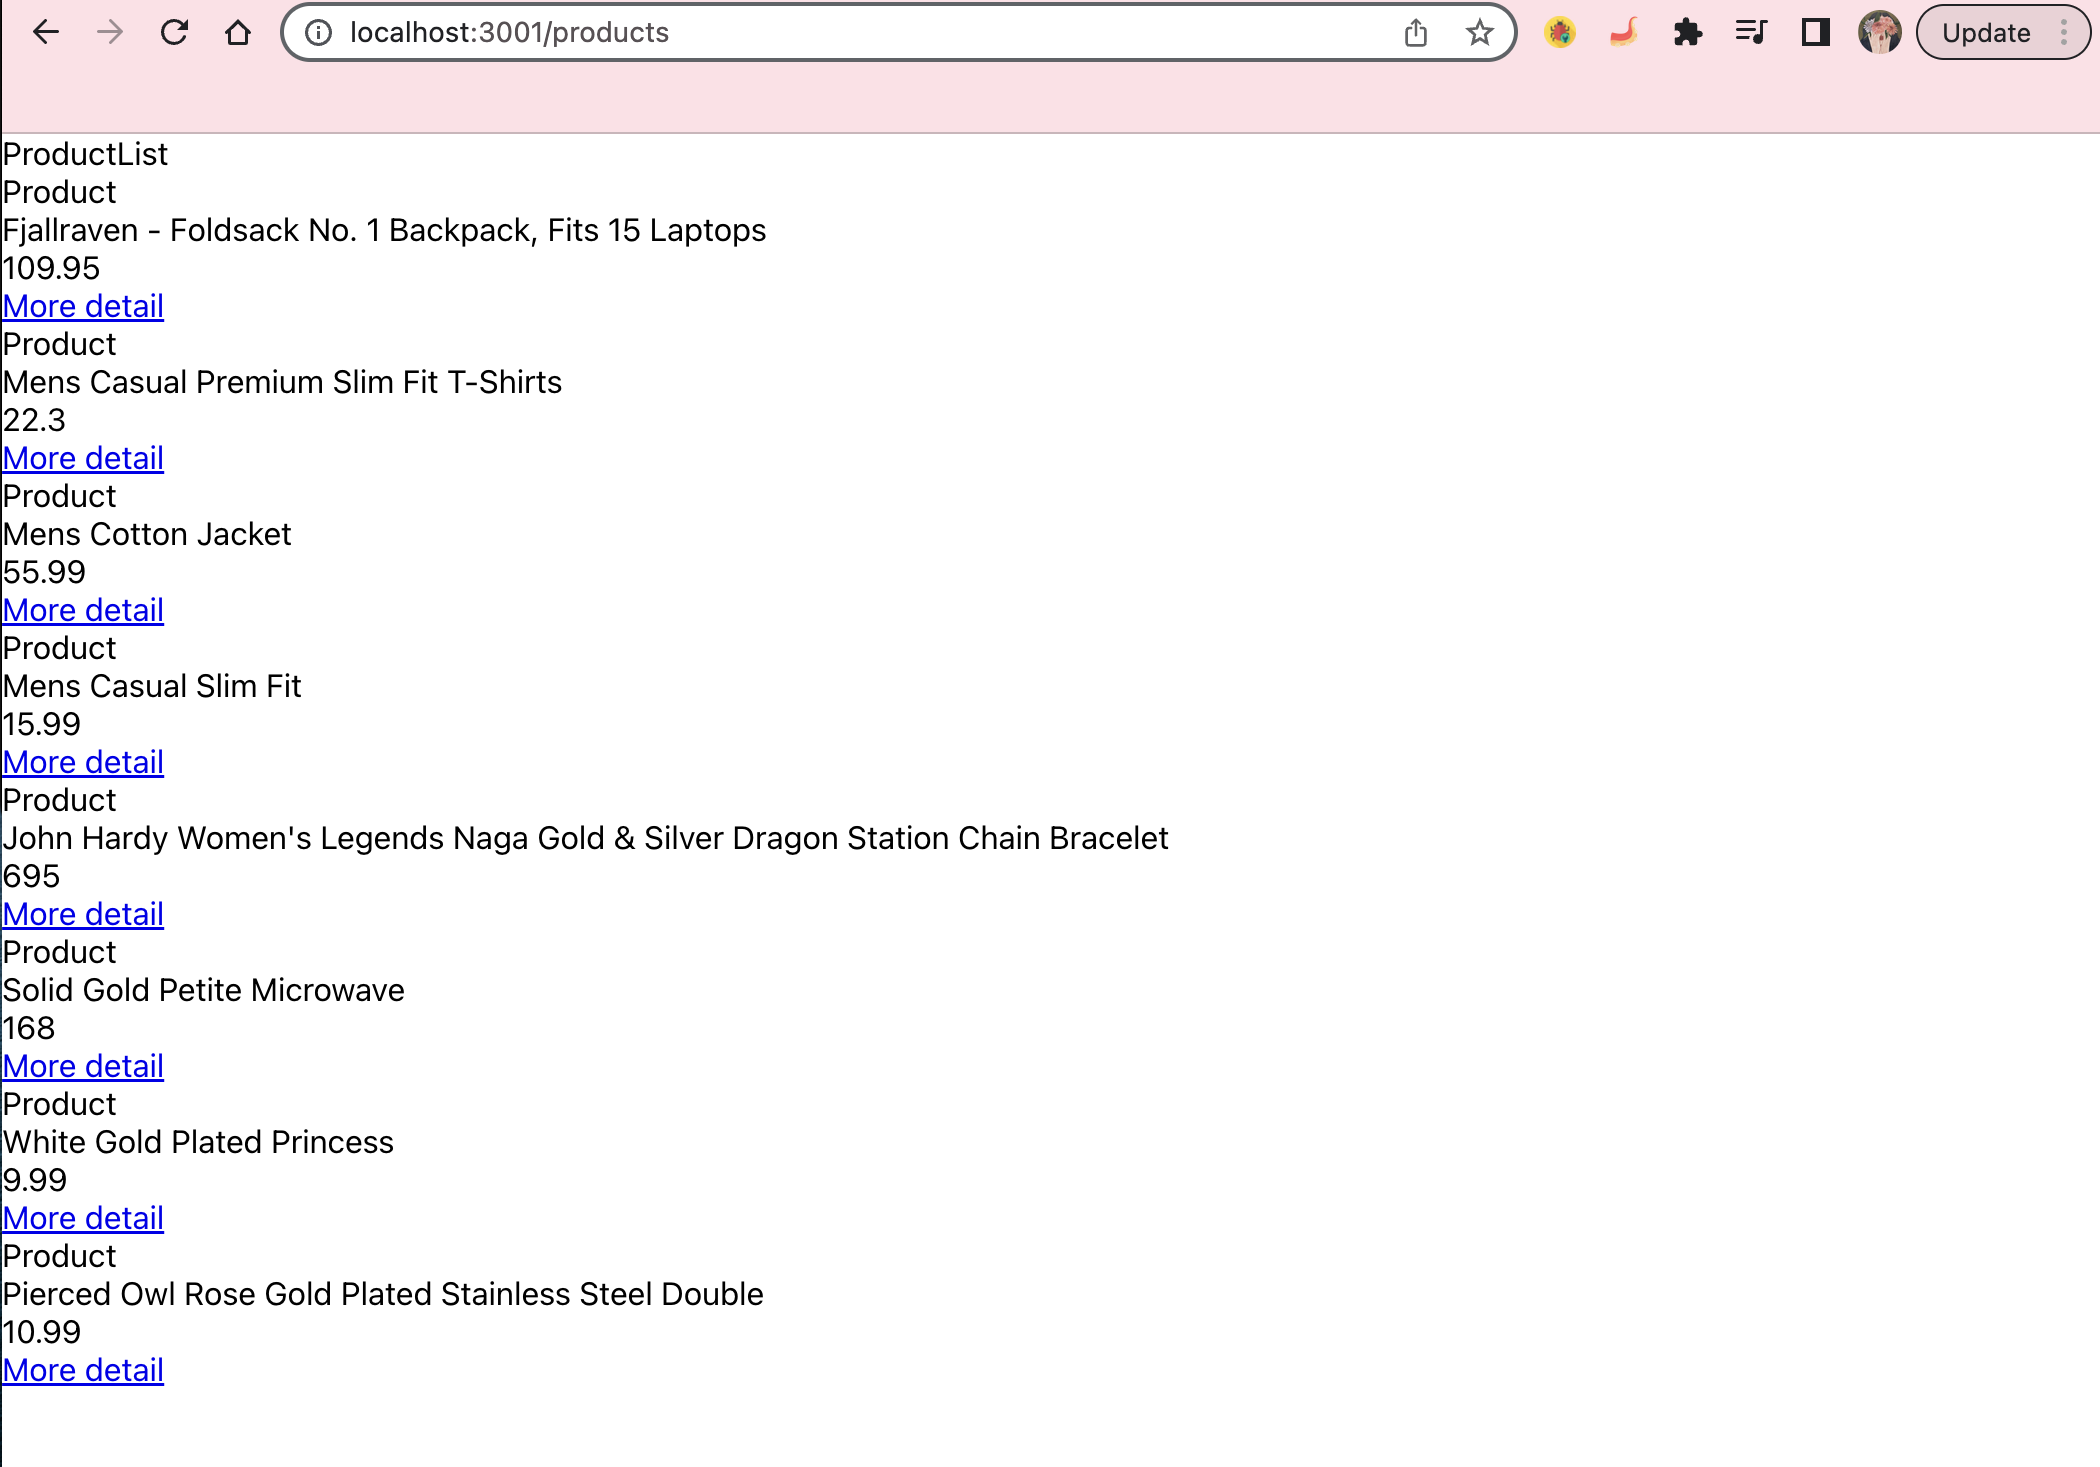 localhost:3001/products
Update
ProductList
Product
Fjallraven - Foldsack No. 1 Backpack, Fits 15 Laptops
109.95
More detail
Product
Mens Casual Premium Slim Fit T-Shirts
22.3
More detail
Product
Mens Cotton Jacket
55.99
More detail
Product
Mens Casual Slim Fit
15.99
More detail
Product
John Hardy Women's Legends Naga Gold & Silver Dragon Station Chain Bracelet
695
More detail
Product
Solid Gold Petite Microwave
168
More detail
Product
White Gold Plated Princess
9.99
More detail
Product
Pierced Owl Rose Gold Plated Stainless Steel Double
10.99
More detail